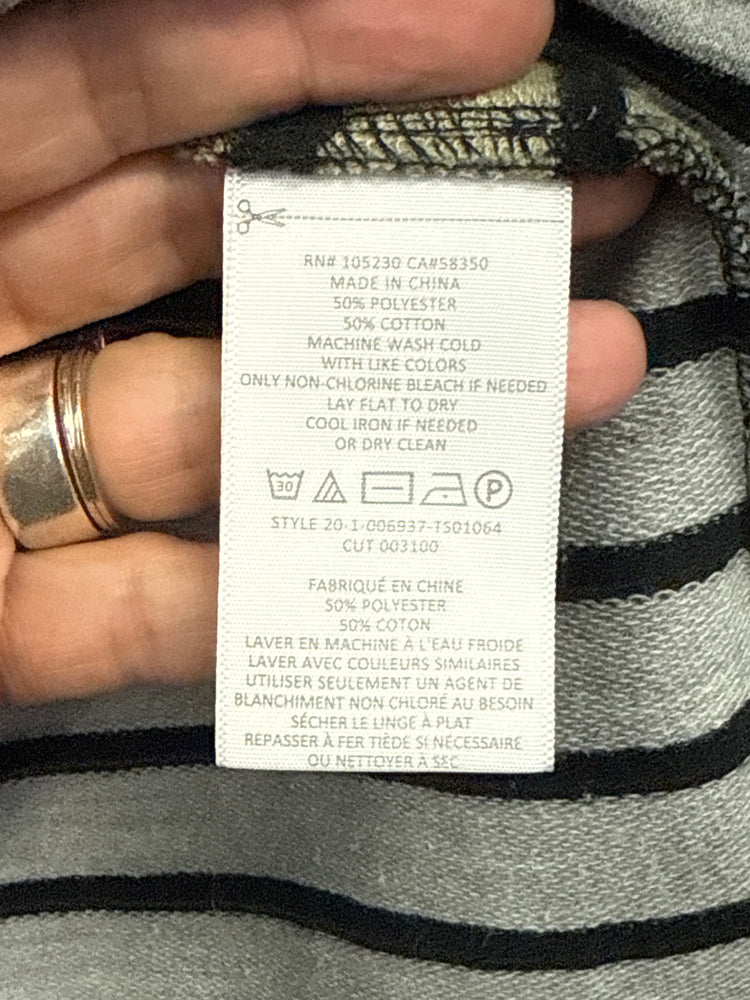 RN# 105230 CA#58350
MADE IN CHINA
50% POLYESTER
50% COTTON
MACHINE WASH COLD
WITH LIKE COLORS
ONLY NON-CHLORINE BLEACH IF NEEDED
LAY FLAT TO DRY
COOL IRON IF NEEDED
OR DRY CLEAN
30 P
STYLE 20-1-006937-TS01064
CUT 003100
FABRIQUÉ EN CHINE
50% POLYESTER
50% COTON
LAVER EN MACHINE À L'EAU FROIDE
LAVER AVEC COULEURS SIMILAIRES
UTILISER SEULEMENT UN AGENT DE
BLANCHIMENT NON CHLORÉ AU BESOIN
SÉCHER LE LINGE À PLAT
REPASSER À FER TIÈDE SI NÉCESSAIRE
OU NETTOYER À SEC